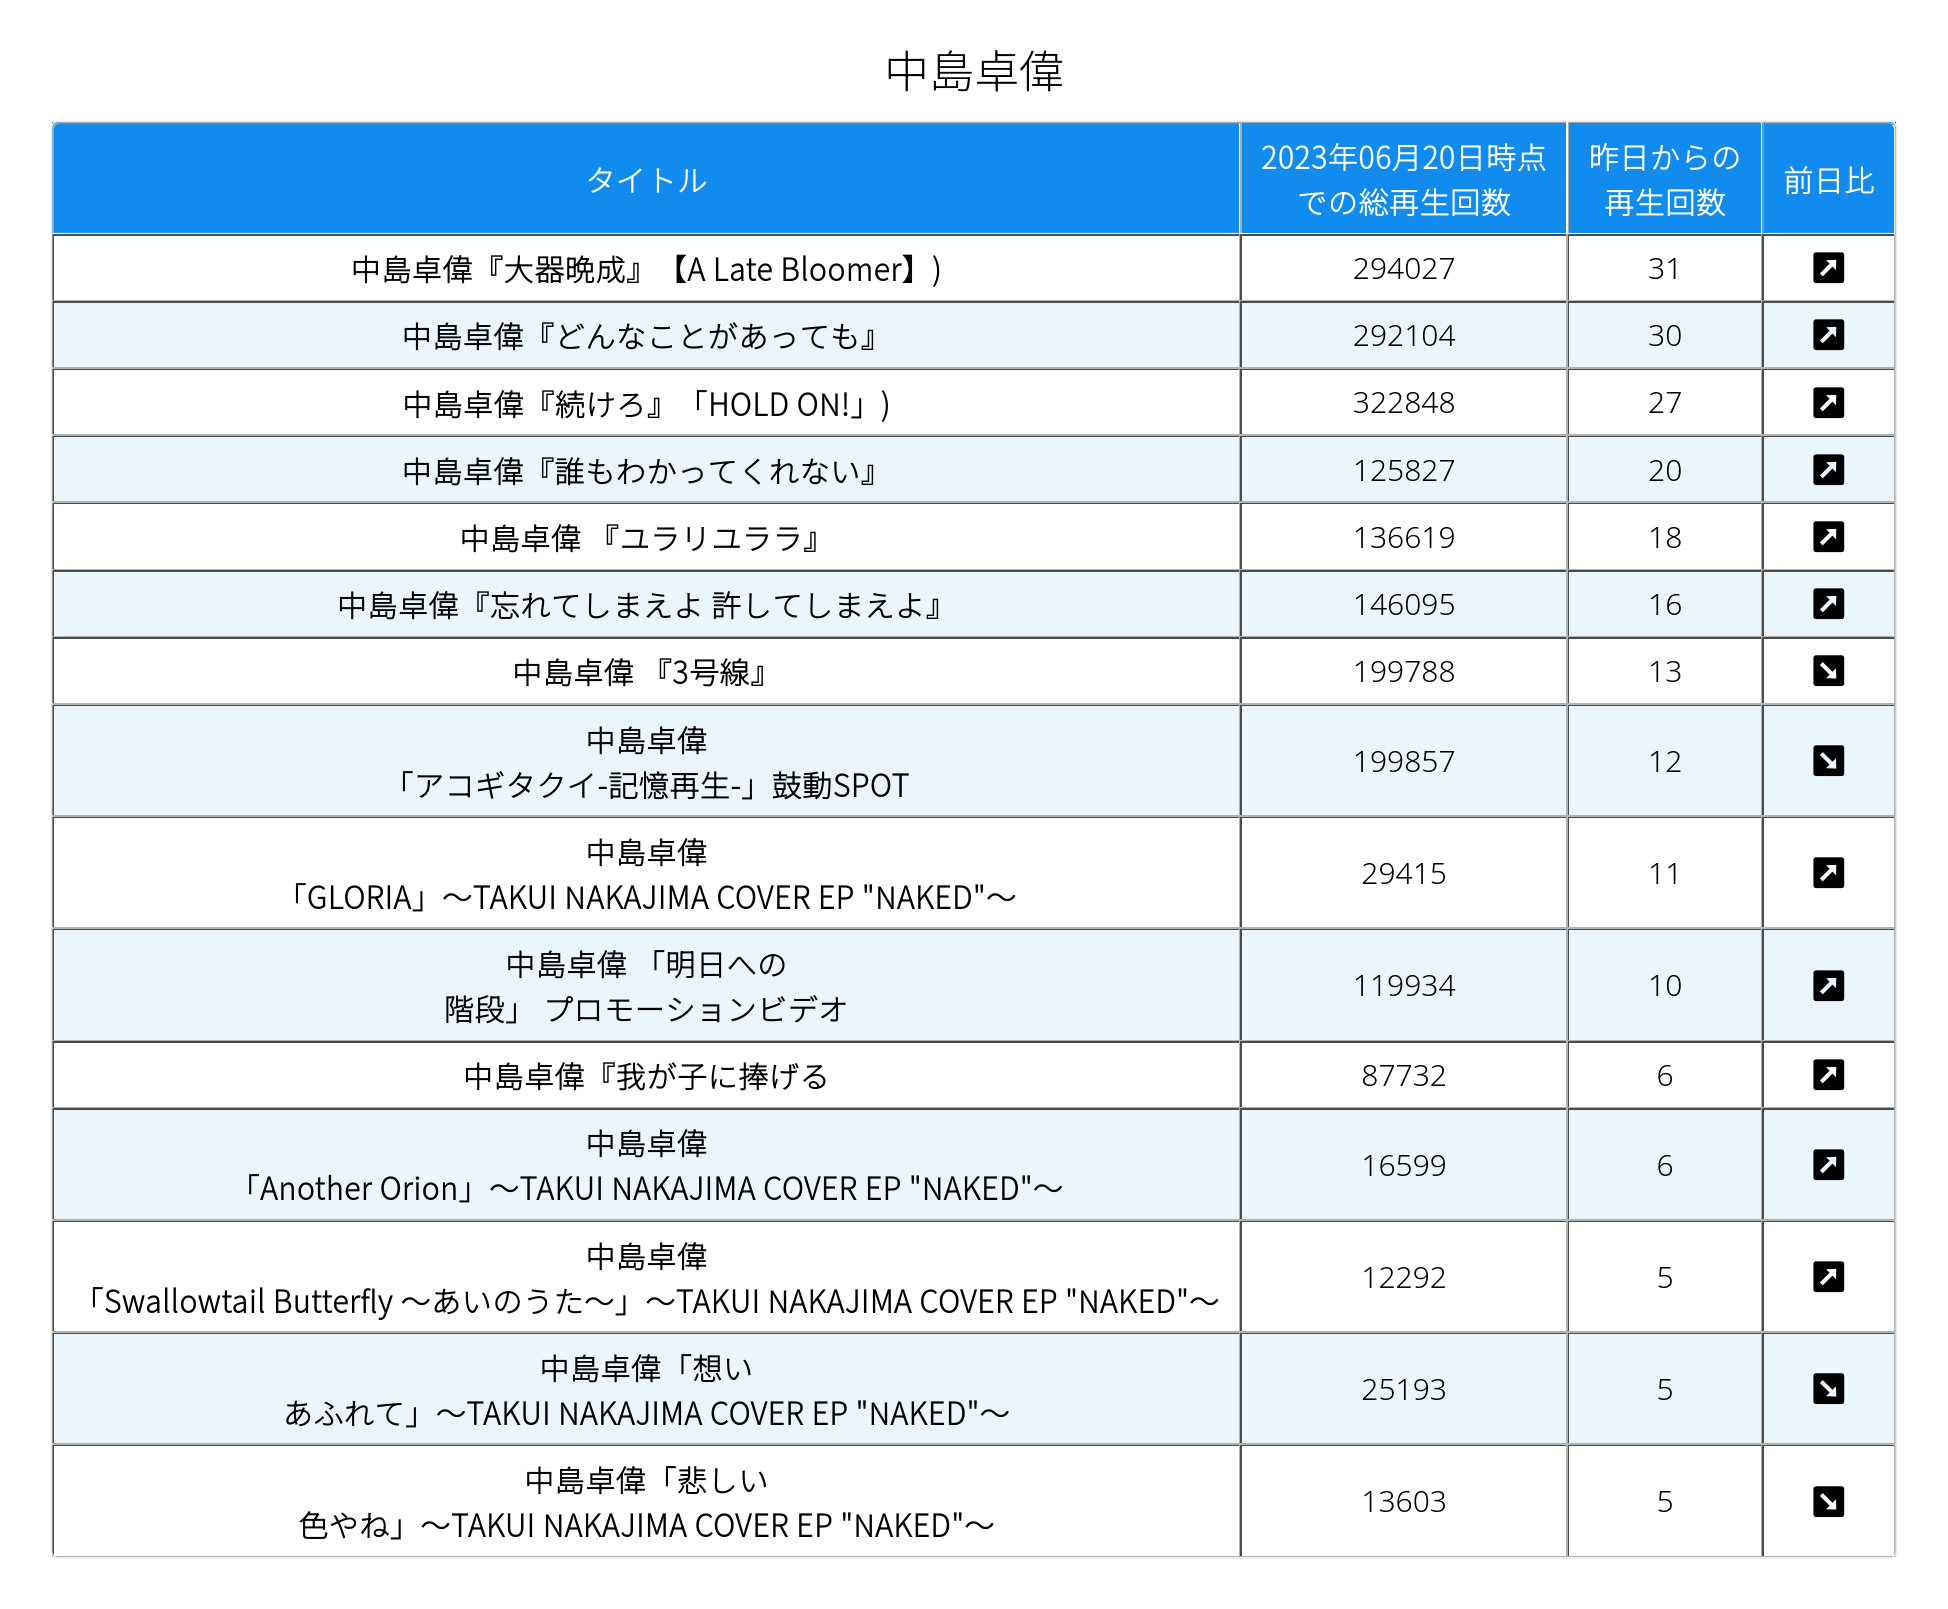 中島卓偉
タイトル
2023年06月20日時点
での総再生回数
昨日からの
再生回数
前日比
中島卓偉『大器晩成』【A Late Bloomer】)
294027
31
中島卓偉『どんなことがあっても』
292104
30
中島卓偉『続けろ』「HOLD ON!」)
322848
27
中島卓偉『誰もわかってくれない』
125827
20
中島卓偉 『ユラリユララ』
136619
18
中島卓偉『忘れてしまえよ 許してしまえよ』
146095
16
中島卓偉 『3号線』
199788
13
中島卓偉
「アコギタクイ-記憶再生-」鼓動SPOT
199857
12
中島卓偉
「GLORIA」～TAKUI NAKAJIMA COVER EP "NAKED"～
29415
11
中島卓偉 「明日への
階段」 プロモーションビデオ
119934
10
中島卓偉『我が子に捧げる
87732
6
中島卓偉
「Another Orion」～TAKUI NAKAJIMA COVER EP "NAKED"～
16599
6
中島卓偉
「Swallowtail Butterfly ～あいのうた～」～TAKUI NAKAJIMA COVER EP "NAKED"～
12292
5
中島卓偉「想い
あふれて」～TAKUI NAKAJIMA COVER EP "NAKED"～
25193
5
中島卓偉「悲しい
色やね」～TAKUI NAKAJIMA COVER EP "NAKED"～
13603
5